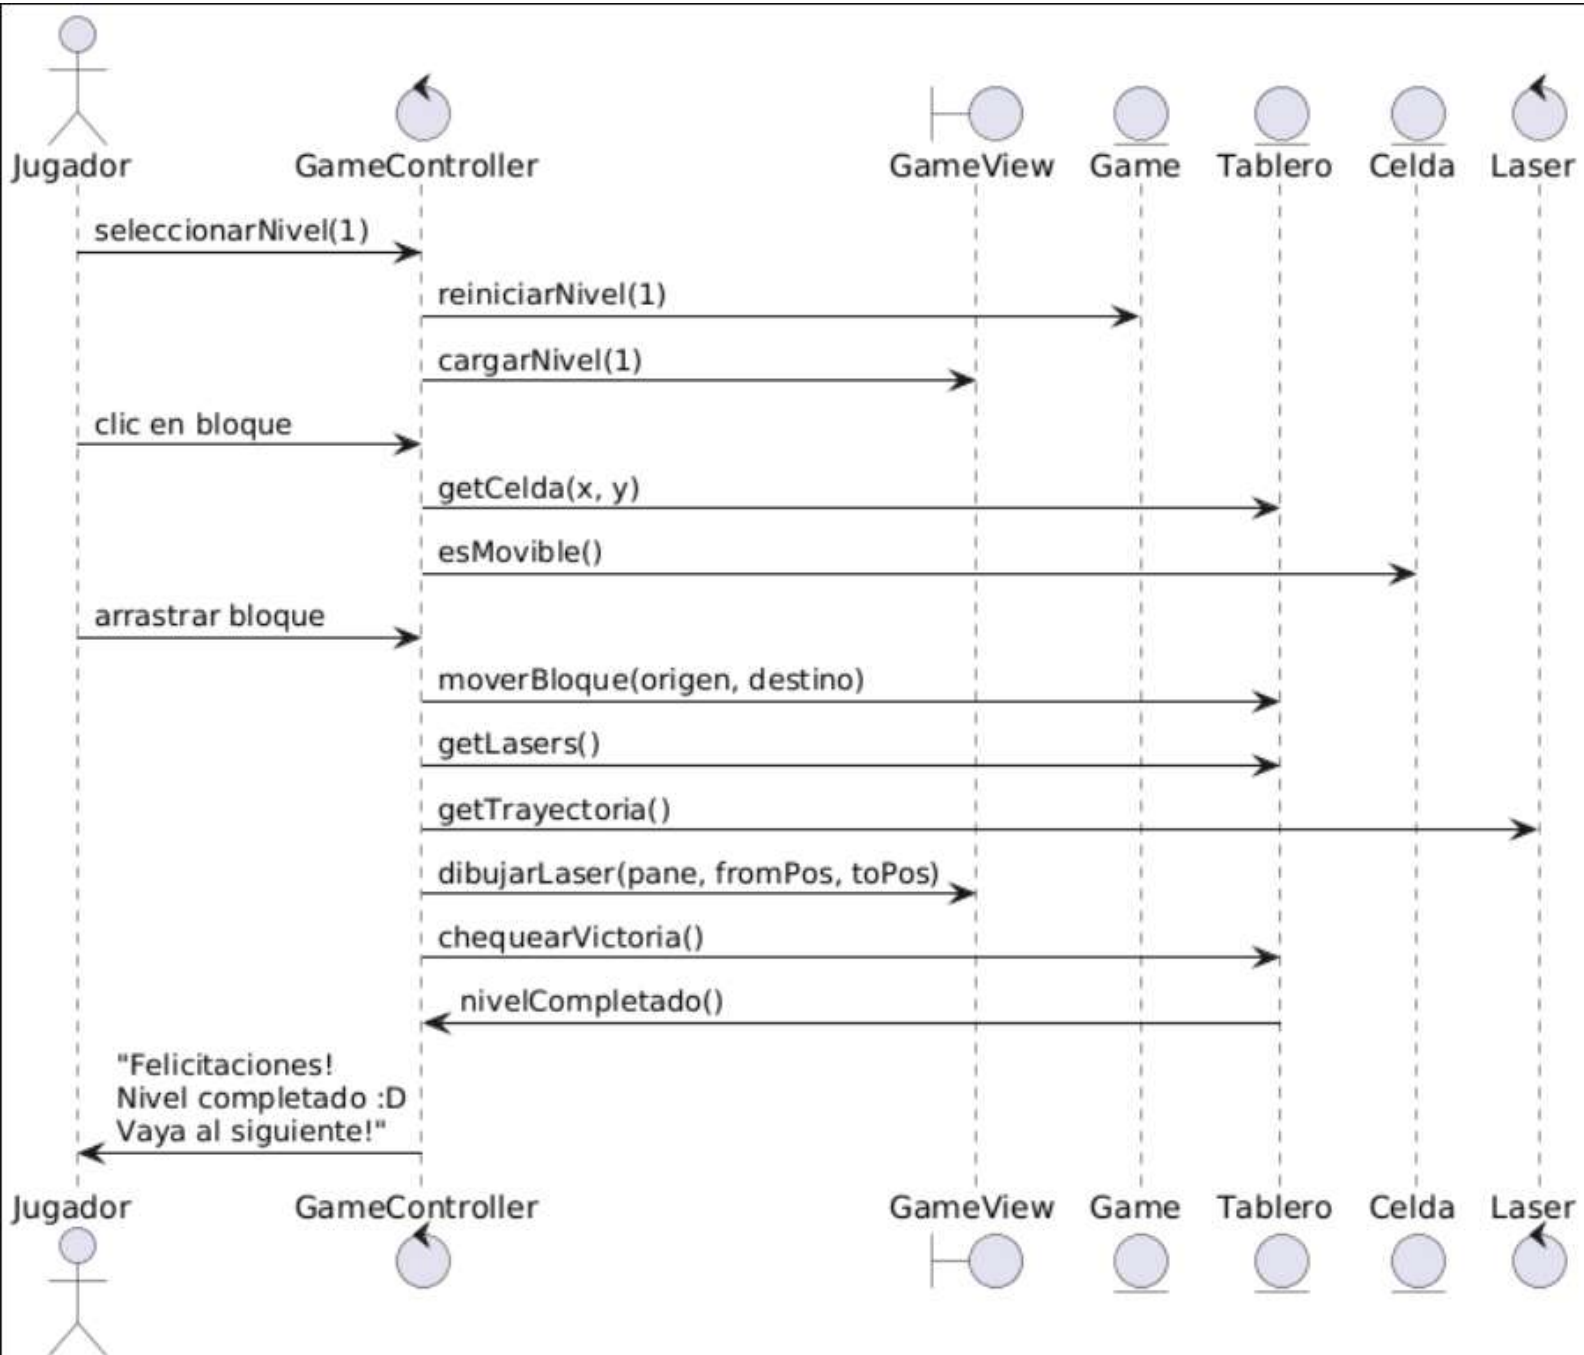 Jugador
GameController
GameView
Game
Tablero
Celda
Laser
seleccionarNivel(1)
reiniciarNivel(1)
cargarNivel(1)
clic en bloque
getCelda(x, y)
esMovible()
arrastrar bloque
moverBloque(origen, destino)
getLasers()
getTrayectoria()
dibujarLaser(pane, fromPos, toPos)
chequearVictoria()
nivelCompletado()
"Felicitaciones!
Nivel completado :D
Vaya al siguiente!"
Jugador
GameController
GameView
Game
Tablero
Celda
Laser